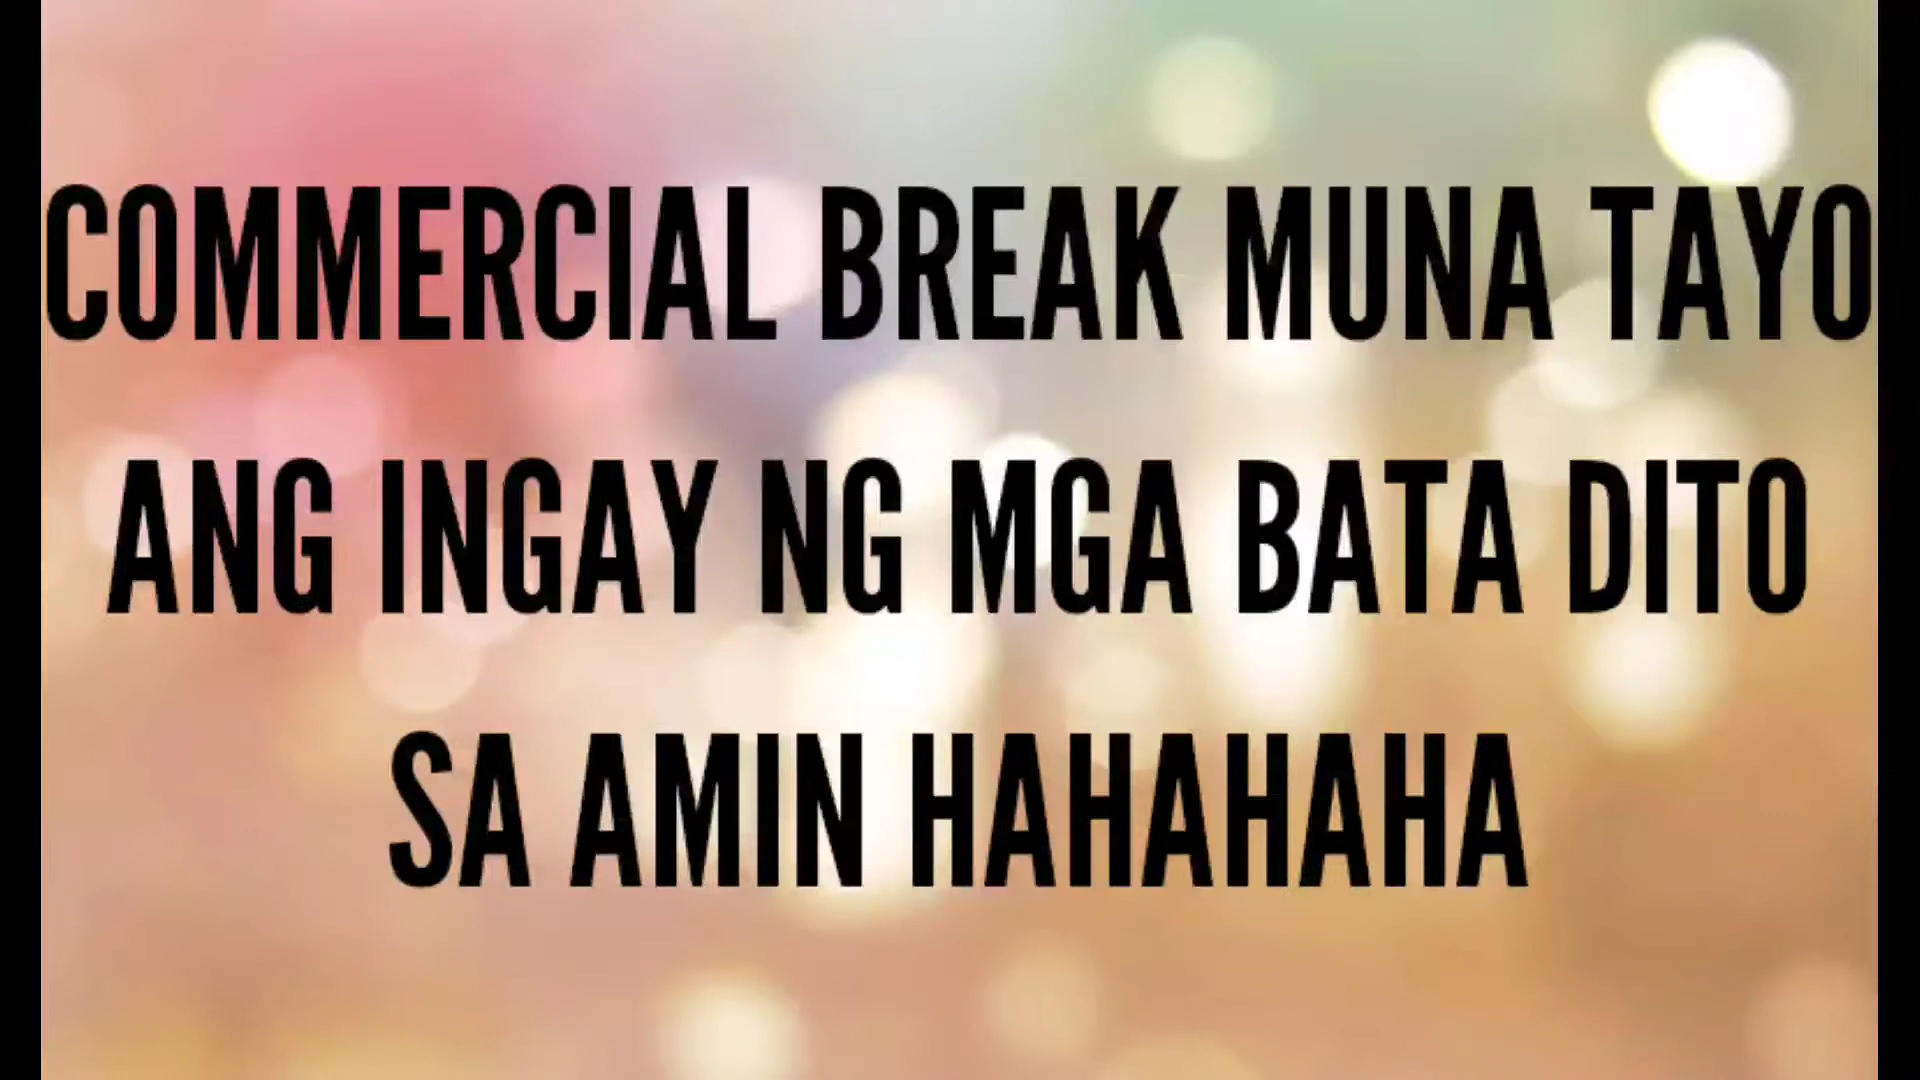 COMMERCIAL BREAK MUNA TAYO
ANG INGAY NG MGA BATA DITO
SA AMIN HAHAHAHA